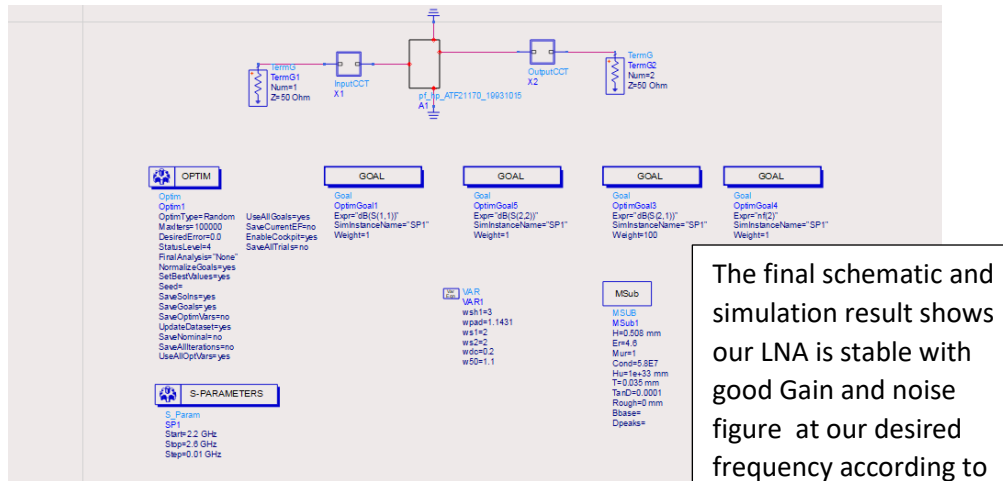 TermG
TermG1
Num=1
Z=50 Ohm
InputCCT
X1
pf_hp_ATF21170_19931015
A1
OutputCCT
X2
TermG
TermG2
Num=2
Z=50 Ohm
OPTIM
Optim
Optim1
OptimType=Random
MaxIters=100000
DesiredError=0.0
StatusLevel=4
FinalAnalysis="None"
NormalizeGoals=yes
SetBestValues=yes
Seed=
SaveSolns=yes
SaveGoals=yes
SaveOptimVars=no
UpdateDataset=yes
SaveNominal=no
SaveAllIterations=no
UseAllOptVars=yes
UseAllGoals=yes
SaveCurrentEF=no
EnableCockpit=yes
SaveAllTrials=no
GOAL
Goal
OptimGoal1
Expr="dB(S(1,1))"
SimInstanceName="SP1"
Weight=1
GOAL
Goal
OptimGoal5
Expr="dB(S(2,2))"
SimInstanceName="SP1"
Weight=1
GOAL
Goal
OptimGoal3
Expr="dB(S(2,1))"
SimInstanceName="SP1"
Weight=100
GOAL
Goal
OptimGoal4
Expr="nf(2)"
SimInstanceName="SP1"
Weight=1
Var
Eqn
VAR
VAR1
wsh1=3
wpad=1.1431
ws1=2
ws2=2
wdc=0.2
w50=1.1
MSub
MSUB
MSub1
H=0.508 mm
Er=4.6
Mur=1
Cond=5.8E7
Hu=1e+33 mm
T=0.035 mm
TanD=0.0001
Rough=0 mm
Bbase=
Dpeaks=
S-PARAMETERS
S_Param
SP1
Start=2.2 GHz
Stop=2.6 GHz
Step=0.01 GHz
The final schematic and
simulation result shows
our LNA is stable with
good Gain and noise
figure at our desired
frequency according to